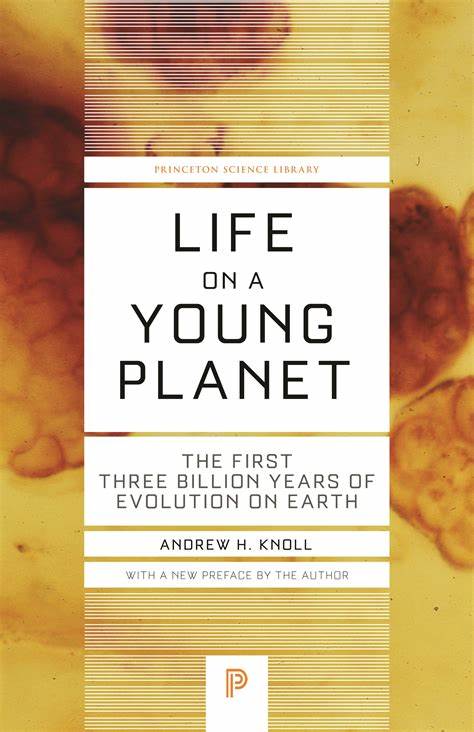 PRINCETON SCIENCE LIBRARY
LIFE
ON A
YOUNG
PLANET
THE FIRST
THREE BILLION YEARS OF
EVOLUTION ON EARTH
ANDREW H. KNOLL
WITH A NEW PREFACE BY THE AUTHOR
P